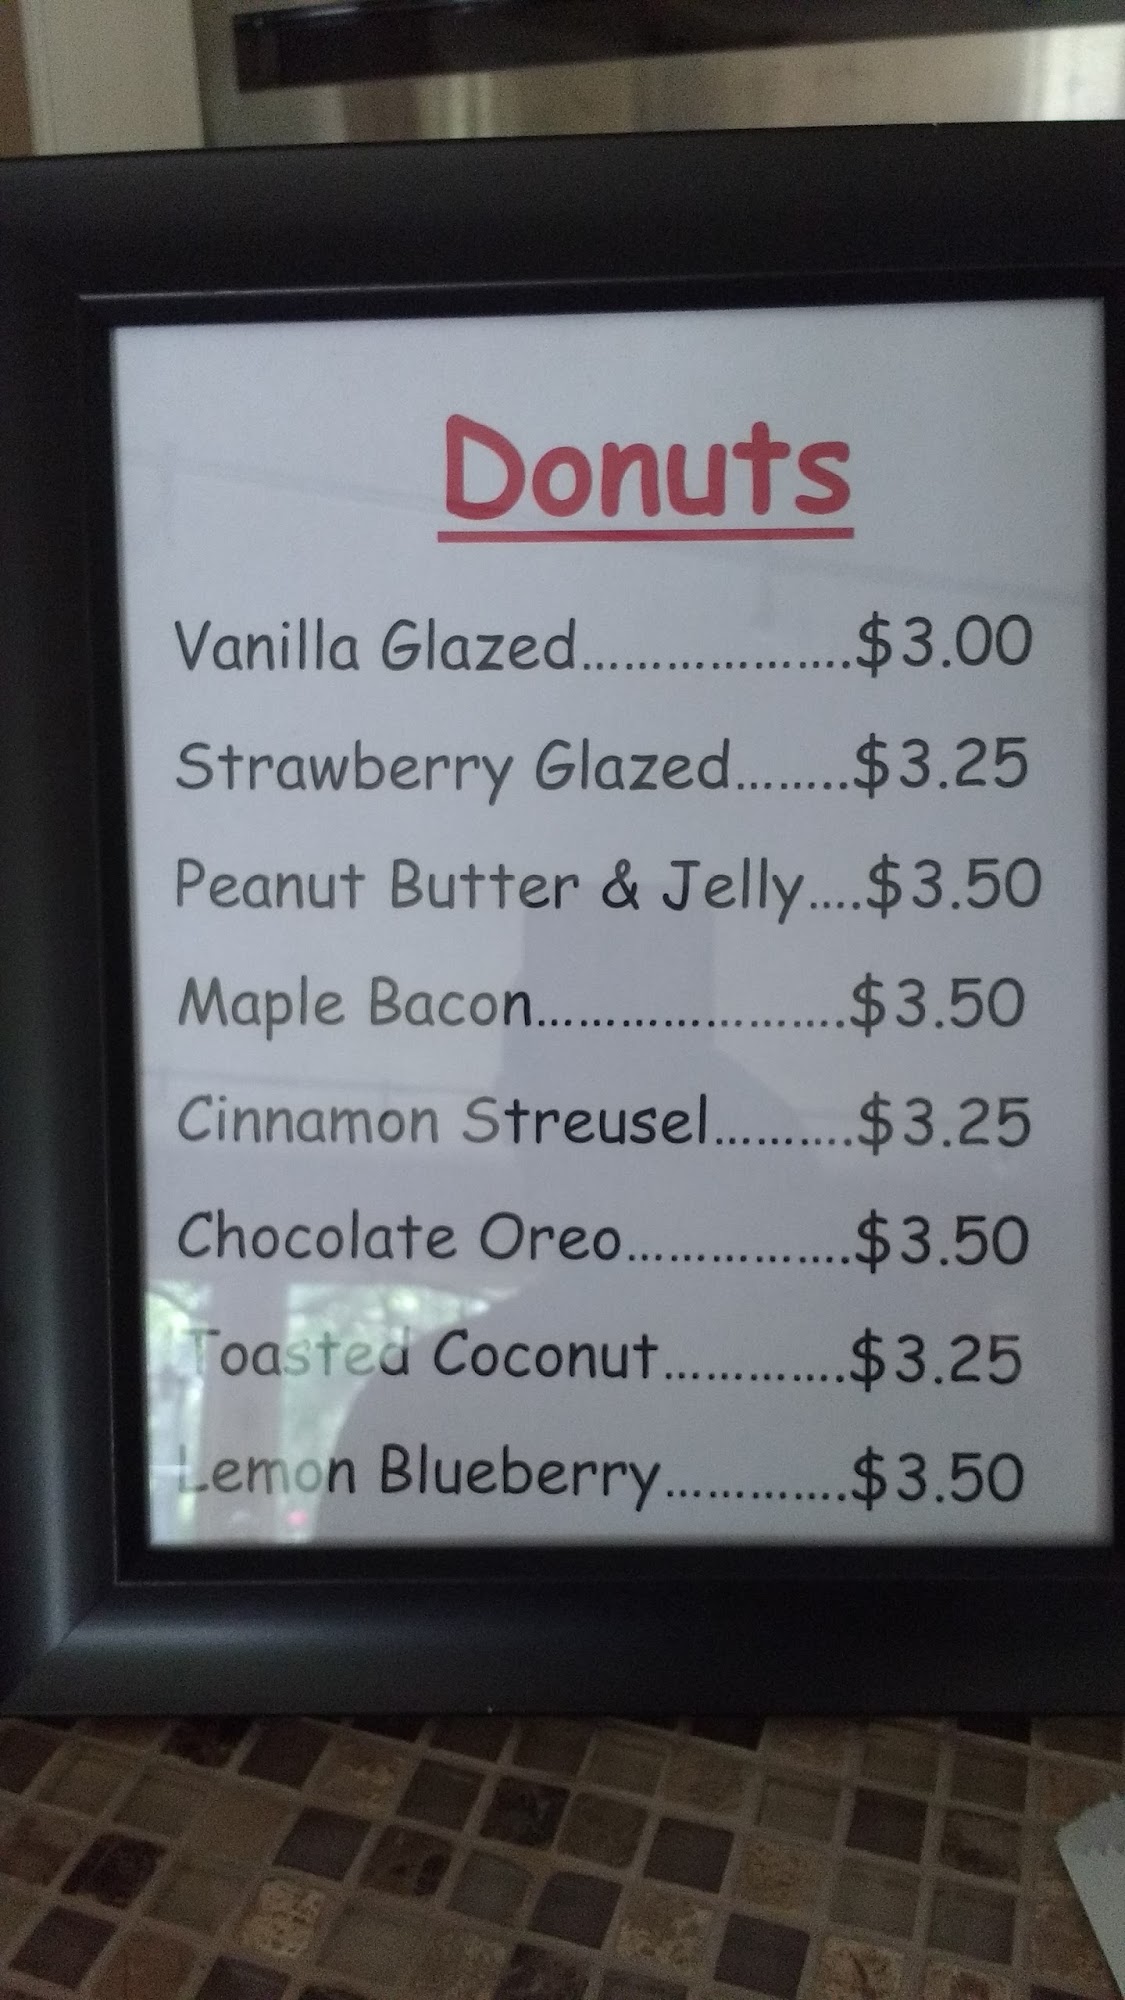 Donuts
Vanilla Glazed...................$3.00
Strawberry Glazed........$3.25
Peanut Butter & Jelly....$3.50
Maple Bacon......................$3.50
Cinnamon Streusel..........$3.25
Chocolate Oreo................$3.50
Toasted Coconut.............$3.25
Lemon Blueberry.............$3.50